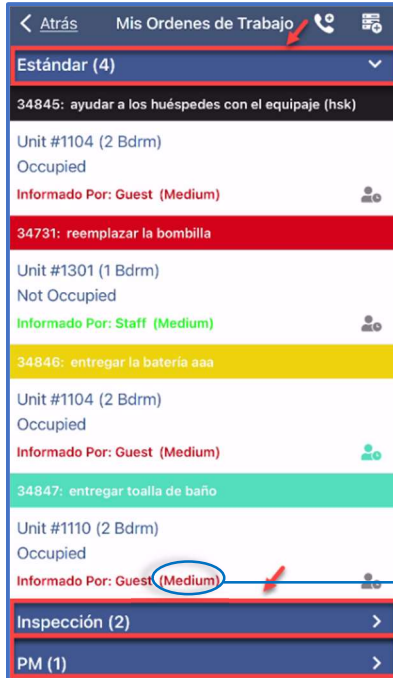 Atrás Mis Ordenes de Trabajo
Estándar (4)
34845: ayudar a los huéspedes con el equipaje (hsk)
Unit #1104 (2 Bdrm)
Occupied
Informado Por: Guest (Medium)
34731: reemplazar la bombilla
Unit #1301 (1 Bdrm)
Not Occupied
Informado Por: Staff (Medium)
34846: entregar la batería aaa
Unit #1104 (2 Bdrm)
Occupied
Informado Por: Guest (Medium)
34847: entregar toalla de baño
Unit #1110 (2 Bdrm)
Occupied
Informado Por: Guest (Medium)
Inspección (2)
PM (1)